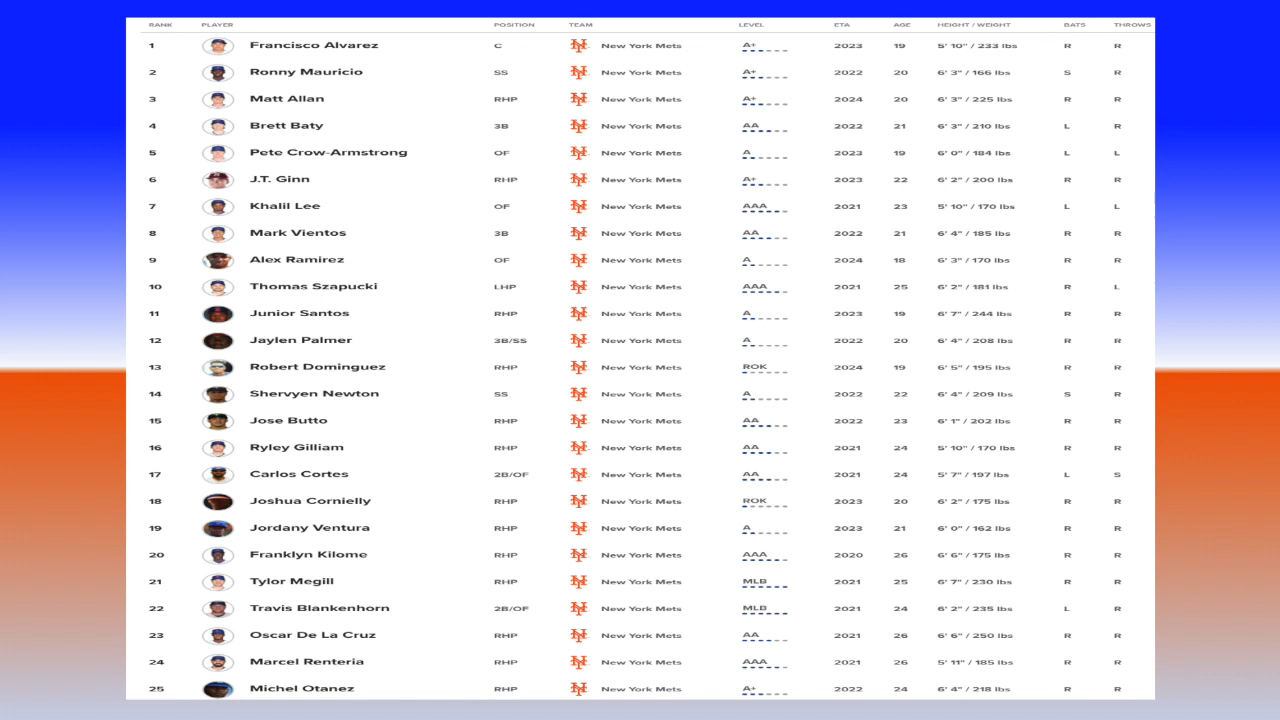 RANK PLAYER POSITION TEAM LEVEL ETA AGE HEIGHT / WEIGHT BATS THROWS
1 Francisco Alvarez C New York Mets A+ 2023 19 5' 10" / 233 lbs R R
2 Ronny Mauricio SS New York Mets A+ 2022 20 6' 3" / 166 lbs S R
3 Matt Allan RHP New York Mets A+ 2024 20 6' 3" / 225 lbs R R
4 Brett Baty 3B New York Mets AA 2022 21 6' 3" / 210 lbs L R
5 Pete Crow-Armstrong OF New York Mets A 2023 19 6' 0" / 184 lbs L L
6 J.T. Ginn RHP New York Mets A+ 2023 22 6' 2" / 200 lbs R R
7 Khalil Lee OF New York Mets AAA 2021 23 5' 10" / 170 lbs L L
8 Mark Vientos 3B New York Mets AA 2022 21 6' 4" / 185 lbs R R
9 Alex Ramirez OF New York Mets A 2024 18 6' 3" / 170 lbs R R
10 Thomas Szapucki LHP New York Mets AAA 2021 25 6' 2" / 181 lbs R L
11 Junior Santos RHP New York Mets A 2023 19 6' 7" / 244 lbs R R
12 Jaylen Palmer 3B/SS New York Mets A 2022 20 6' 4" / 208 lbs R R
13 Robert Dominguez RHP New York Mets ROK 2024 19 6' 5" / 195 lbs R R
14 Shervyen Newton SS New York Mets A 2022 22 6' 4" / 209 lbs S R
15 Jose Butto RHP New York Mets AA 2022 23 6' 1" / 202 lbs R R
16 Ryley Gilliam RHP New York Mets AA 2021 24 5' 10" / 170 lbs R R
17 Carlos Cortes 2B/OF New York Mets AA 2021 24 5' 7" / 197 lbs L S
18 Joshua Cornielly RHP New York Mets ROK 2023 20 6' 2" / 175 lbs R R
19 Jordany Ventura RHP New York Mets A 2023 21 6' 0" / 162 lbs R R
20 Franklyn Kilome RHP New York Mets AAA 2020 26 6' 6" / 175 lbs R R
21 Tylor Megill RHP New York Mets MLB 2021 25 6' 7" / 230 lbs R R
22 Travis Blankenhorn 2B/OF New York Mets MLB 2021 24 6' 2" / 235 lbs L R
23 Oscar De La Cruz RHP New York Mets AA 2021 26 6' 6" / 250 lbs R R
24 Marcel Renteria RHP New York Mets AAA 2021 26 5' 11" / 185 lbs R R
25 Michel Otanez RHP New York Mets A+ 2022 24 6' 4" / 218 lbs R R